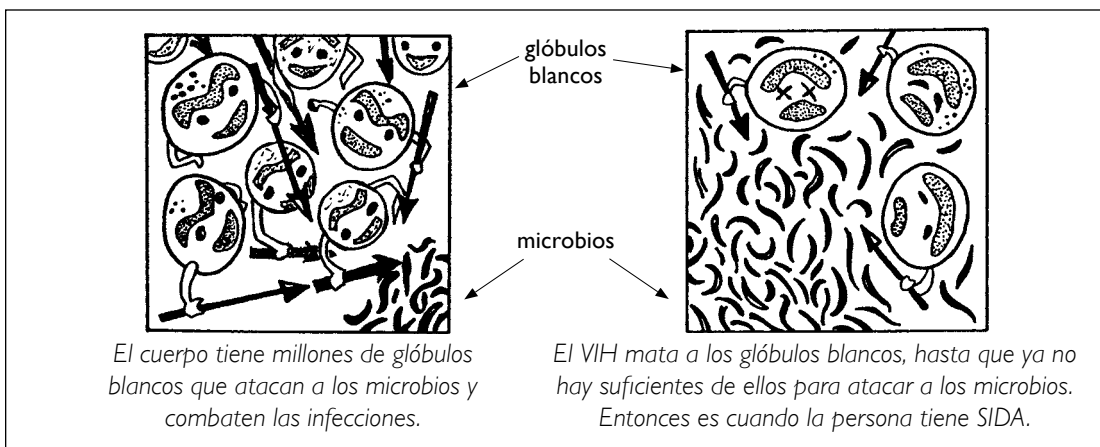 glóbulos
blancos
microbios
El cuerpo tiene millones de glóbulos
blancos que atacan a los microbios y
combaten las infecciones.
El VIH mata a los glóbulos blancos, hasta que ya no
hay suficientes de ellos para atacar a los microbios.
Entonces es cuando la persona tiene SIDA.